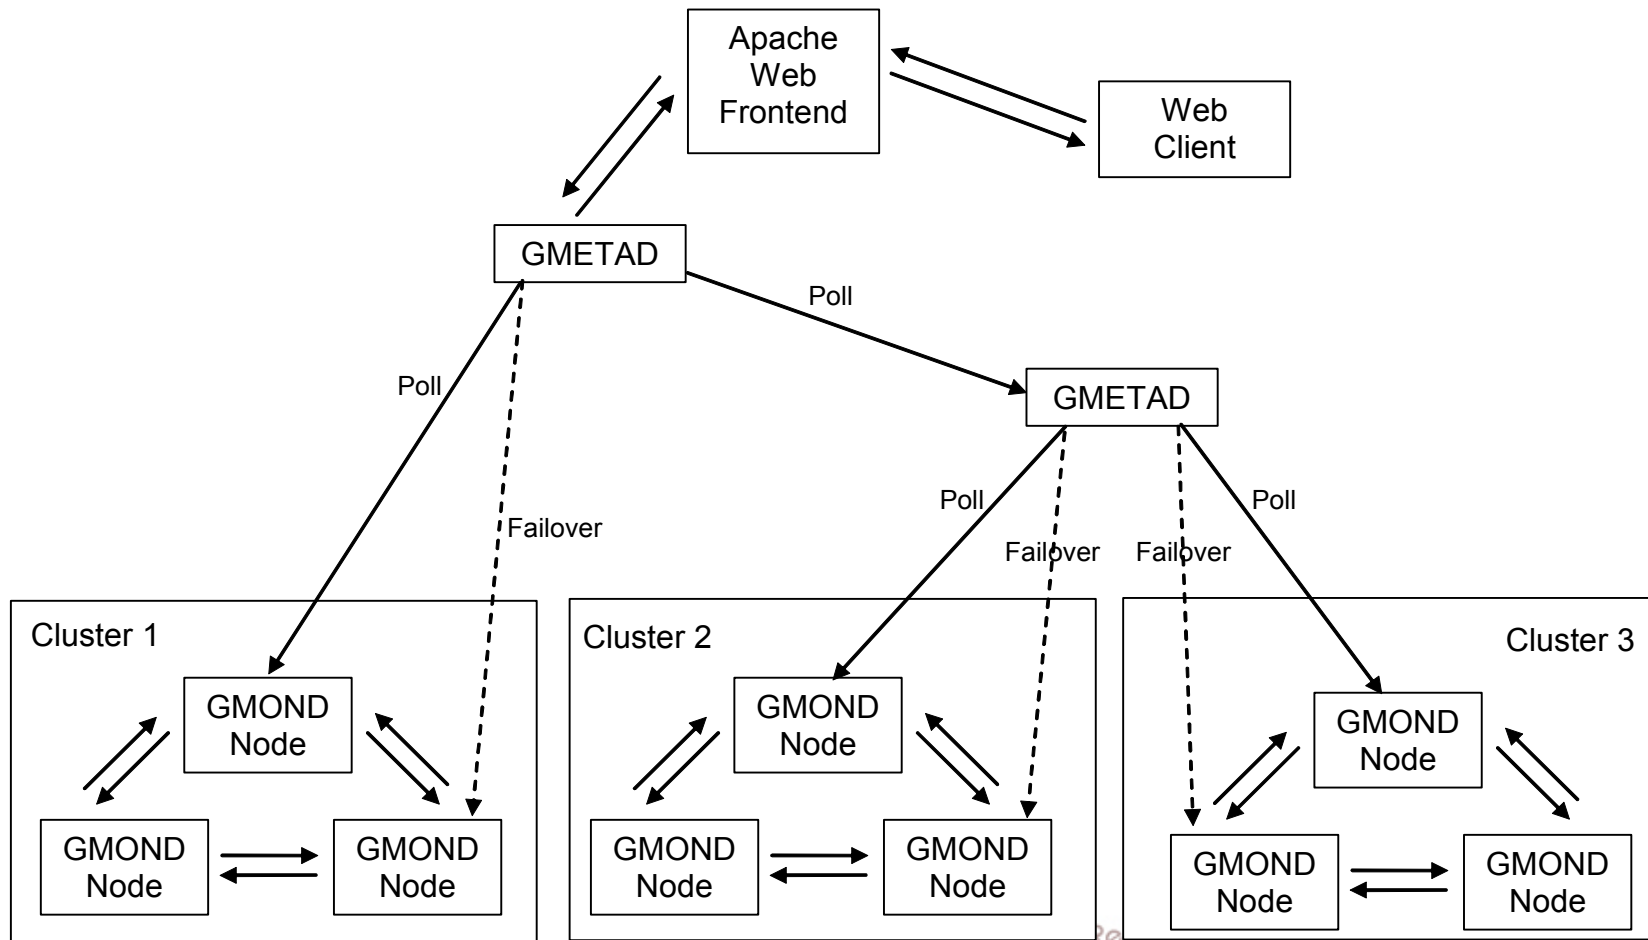 Apache
Web
Frontend
Web
Client
GMETAD
Poll
GMETAD
Poll
Poll
Poll
Failover
Failover
Failover
Cluster 1
Cluster 2
Cluster 3
GMOND
Node
GMOND
Node
GMOND
Node
GMOND
Node
GMOND
Node
GMOND
Node
GMOND
Node
GMOND
Node
GMOND
Node